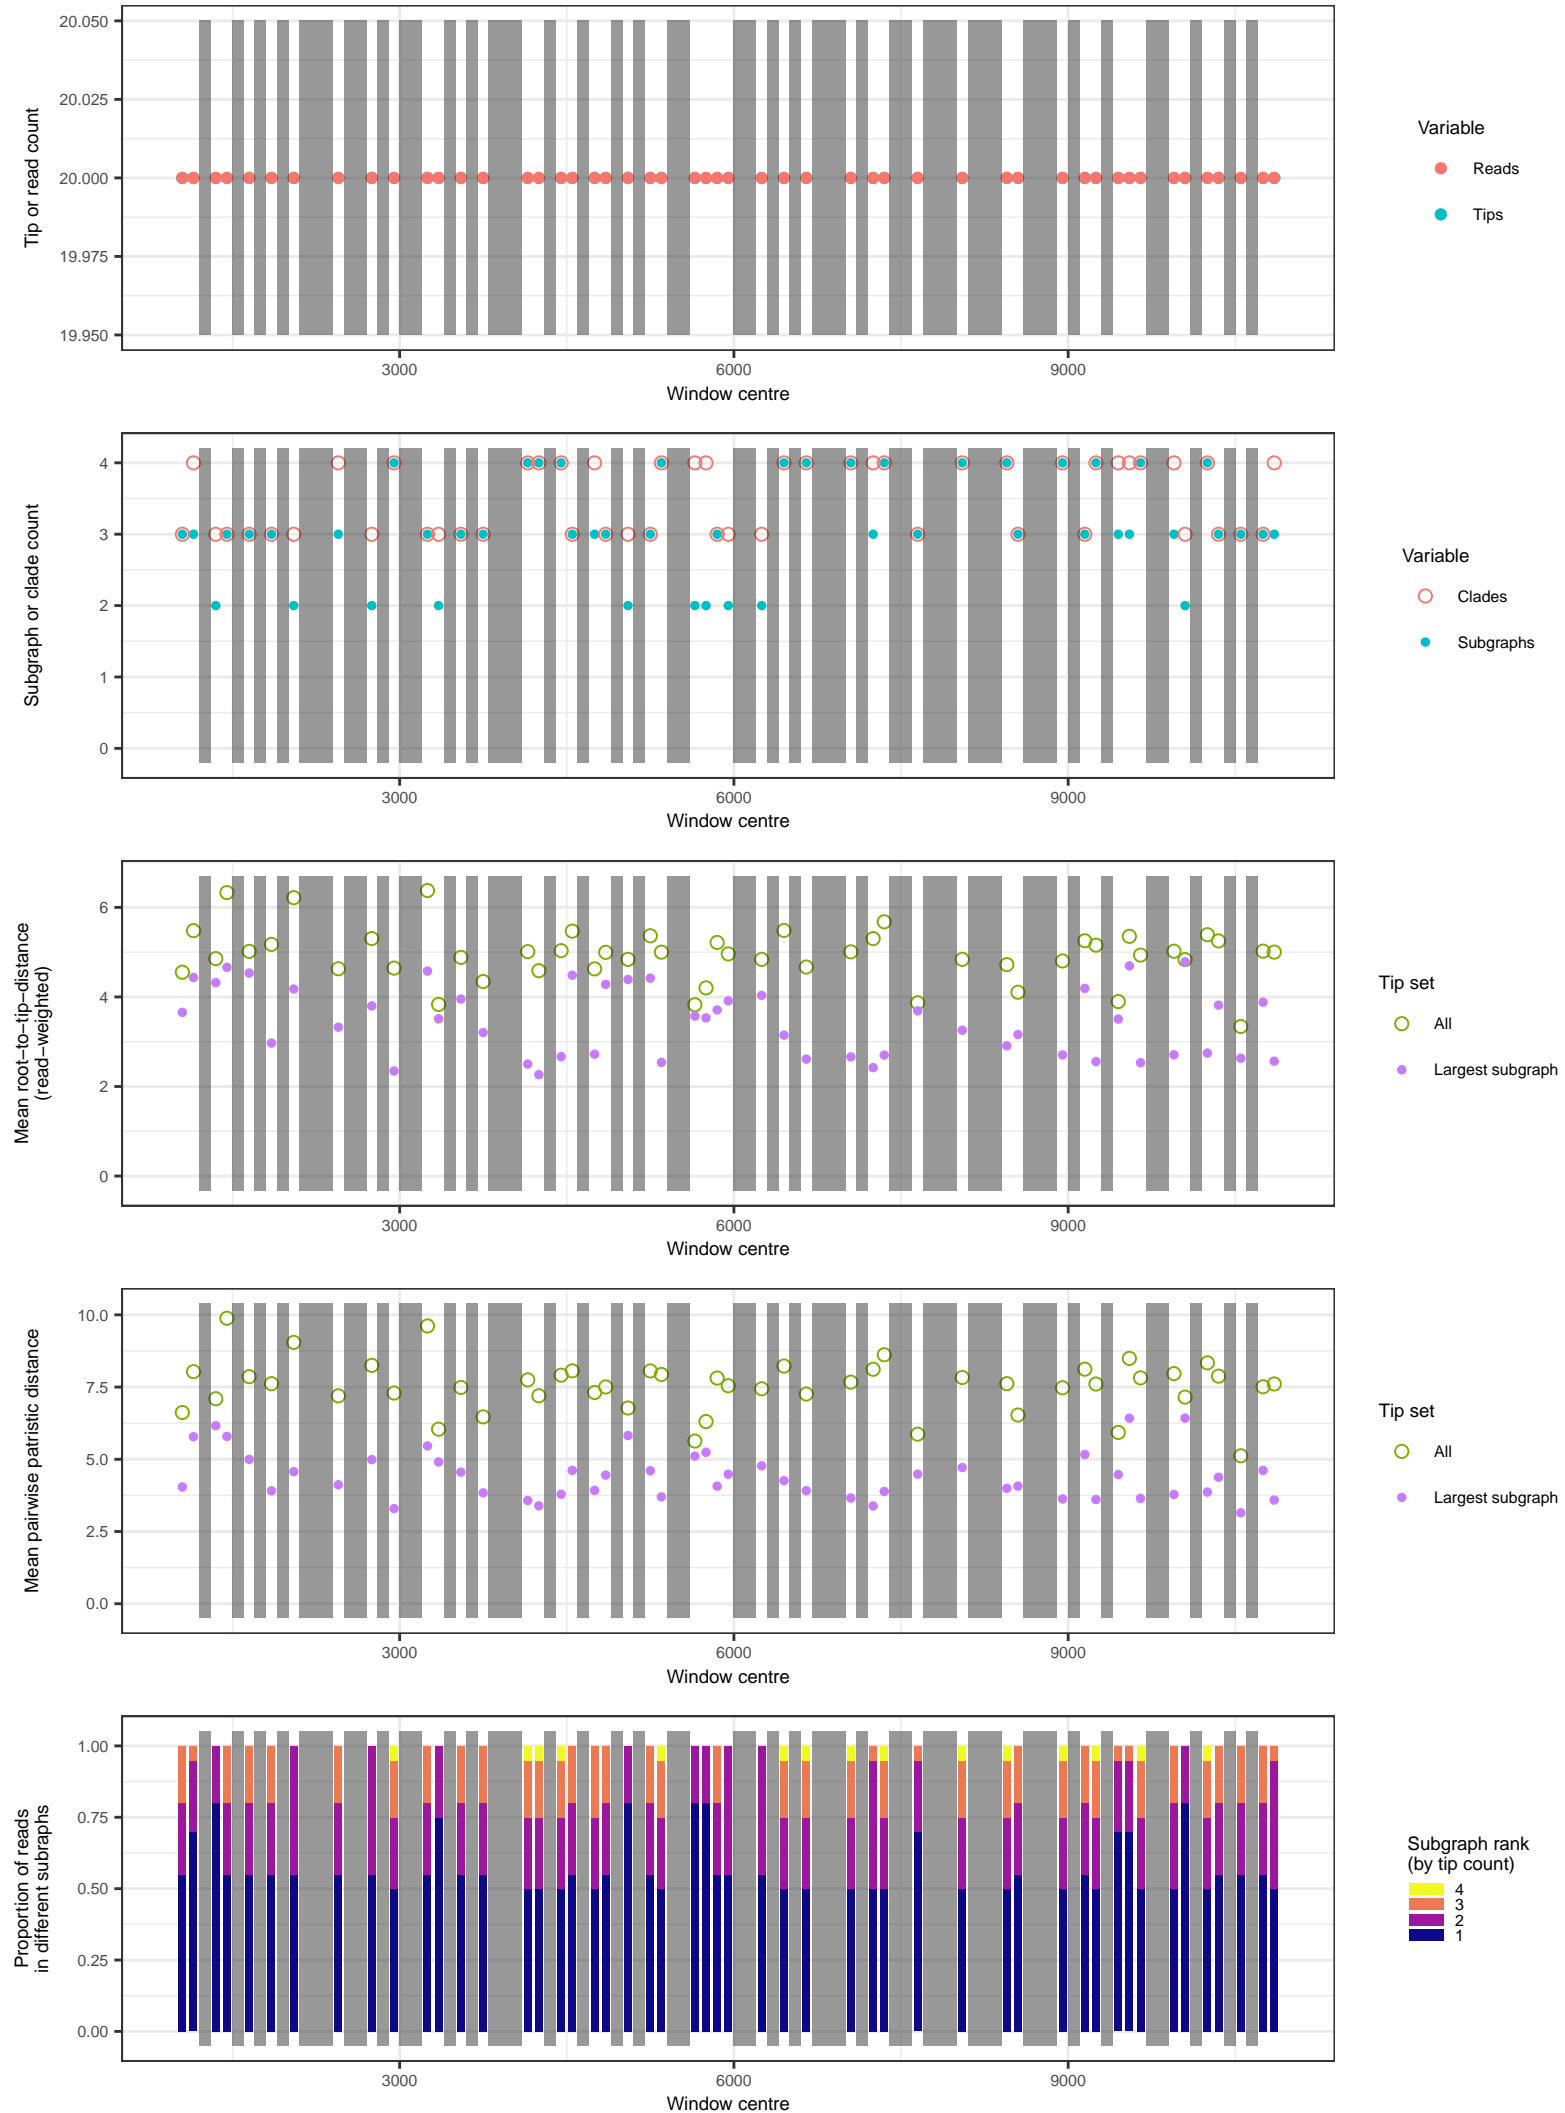 20.050
20.025
20.000
19.975
19.950
Tip or read count
3000
6000
9000
Window centre
Variable
Reads
Tips
4
3
2
1
0
Subgraph or clade count
3000
6000
9000
Window centre
Variable
Clades
Subgraphs
6
4
2
0
Mean root−to−tip−distance
(read−weighted)
3000
6000
9000
Window centre
Tip set
All
Largest subgraph
10.0
7.5
5.0
2.5
0.0
Mean pairwise patristic distance
3000
6000
9000
Window centre
Tip set
All
Largest subgraph
1.00
0.75
0.50
0.25
0.00
Proportion of reads
in different subraphs
3000
6000
9000
Window centre
Subgraph rank
(by tip count)
4
3
2
1